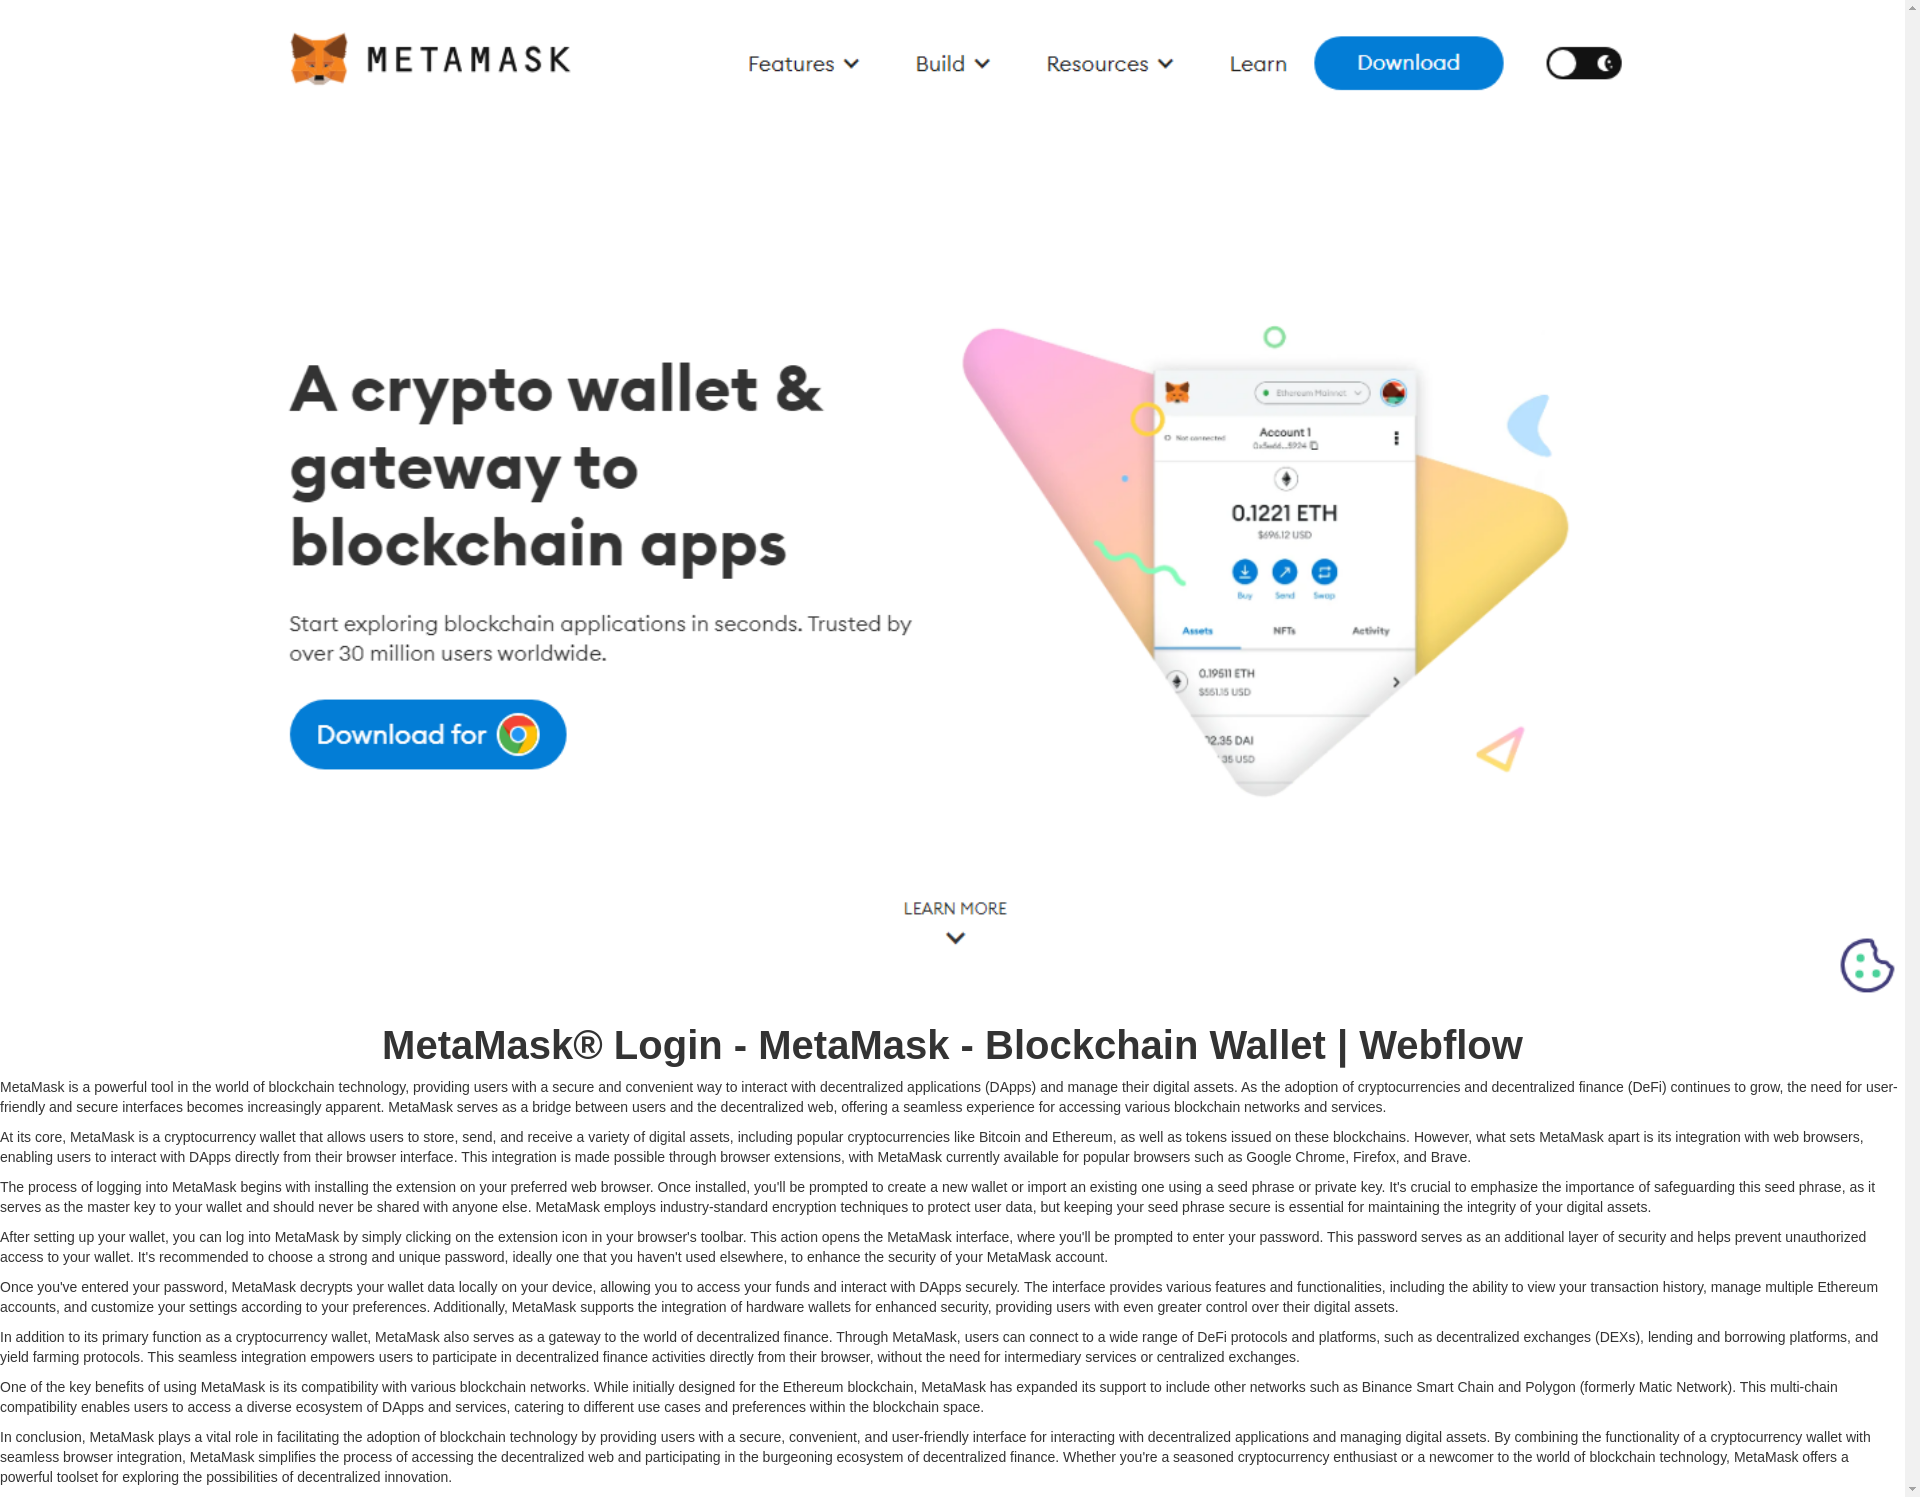 METAMASK
Features
Build
Resources
Learn
Download
A crypto wallet &
gateway to
blockchain apps
Start exploring blockchain applications in seconds. Trusted by
over 30 million users worldwide.
Download for
Ethereum Mainnet
Not connected
Account 1
0.1221 ETH
$696.12 USD
Buy
Send
Swap
Assets
NFTs
Activity
0.19511 ETH
$551.15 USD
02.35 DAI
.35 USD
LEARN MORE
MetaMask® Login - MetaMask - Blockchain Wallet | Webflow
MetaMask is a powerful tool in the world of blockchain technology, providing users with a secure and convenient way to interact with decentralized applications (DApps) and manage their digital assets. As the adoption of cryptocurrencies and decentralized finance (DeFi) continues to grow, the need for user-
friendly and secure interfaces becomes increasingly apparent. MetaMask serves as a bridge between users and the decentralized web, offering a seamless experience for accessing various blockchain networks and services.
At its core, MetaMask is a cryptocurrency wallet that allows users to store, send, and receive a variety of digital assets, including popular cryptocurrencies like Bitcoin and Ethereum, as well as tokens issued on these blockchains. However, what sets MetaMask apart is its integration with web browsers,
enabling users to interact with DApps directly from their browser interface. This integration is made possible through browser extensions, with MetaMask currently available for popular browsers such as Google Chrome, Firefox, and Brave.
The process of logging into MetaMask begins with installing the extension on your preferred web browser. Once installed, you'll be prompted to create a new wallet or import an existing one using a seed phrase or private key. It's crucial to emphasize the importance of safeguarding this seed phrase, as it
serves as the master key to your wallet and should never be shared with anyone else. MetaMask employs industry-standard encryption techniques to protect user data, but keeping your seed phrase secure is essential for maintaining the integrity of your digital assets.
After setting up your wallet, you can log into MetaMask by simply clicking on the extension icon in your browser's toolbar. This action opens the MetaMask interface, where you'll be prompted to enter your password. This password serves as an additional layer of security and helps prevent unauthorized
access to your wallet. It's recommended to choose a strong and unique password, ideally one that you haven't used elsewhere, to enhance the security of your MetaMask account.
Once you've entered your password, MetaMask decrypts your wallet data locally on your device, allowing you to access your funds and interact with DApps securely. The interface provides various features and functionalities, including the ability to view your transaction history, manage multiple Ethereum
accounts, and customize your settings according to your preferences. Additionally, MetaMask supports the integration of hardware wallets for enhanced security, providing users with even greater control over their digital assets.
In addition to its primary function as a cryptocurrency wallet, MetaMask also serves as a gateway to the world of decentralized finance. Through MetaMask, users can connect to a wide range of DeFi protocols and platforms, such as decentralized exchanges (DEXs), lending and borrowing platforms, and
yield farming protocols. This seamless integration empowers users to participate in decentralized finance activities directly from their browser, without the need for intermediary services or centralized exchanges.
One of the key benefits of using MetaMask is its compatibility with various blockchain networks. While initially designed for the Ethereum blockchain, MetaMask has expanded its support to include other networks such as Binance Smart Chain and Polygon (formerly Matic Network). This multi-chain
compatibility enables users to access a diverse ecosystem of DApps and services, catering to different use cases and preferences within the blockchain space.
In conclusion, MetaMask plays a vital role in facilitating the adoption of blockchain technology by providing users with a secure, convenient, and user-friendly interface for interacting with decentralized applications and managing digital assets. By combining the functionality of a cryptocurrency wallet with
seamless browser integration, MetaMask simplifies the process of accessing the decentralized web and participating in the burgeoning ecosystem of decentralized finance. Whether you're a seasoned cryptocurrency enthusiast or a newcomer to the world of blockchain technology, MetaMask offers a
powerful toolset for exploring the possibilities of decentralized innovation.